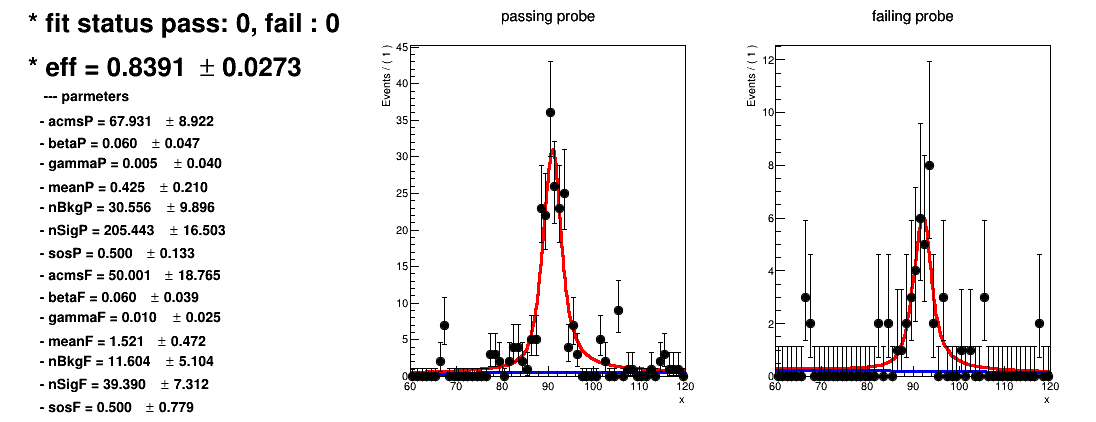 * fit status pass: 0, fail : 0
* eff = 0.8391 ± 0.0273
--- parmeters
- acmsP = 67.931 ± 8.922
- betaP = 0.060 ± 0.047
- gammaP = 0.005 ± 0.040
- meanP = 0.425 ± 0.210
- nBkgP = 30.556 ± 9.896
- nSigP = 205.443 ± 16.503
- sosP = 0.500 ± 0.133
- acmsF = 50.001 ± 18.765
- betaF = 0.060 ± 0.039
- gammaF = 0.010 ± 0.025
- meanF = 1.521 ± 0.472
- nBkgF = 11.604 ± 5.104
- nSigF = 39.390 ± 7.312
- sosF = 0.500 ± 0.779
passing probe
Events / ( 1 )
45
40
35
30
25
20
15
10
5
0
60 70 80 90 100 110 120
x
failing probe
Events / ( 1 )
12
10
8
6
4
2
0
60 70 80 90 100 110 120
x